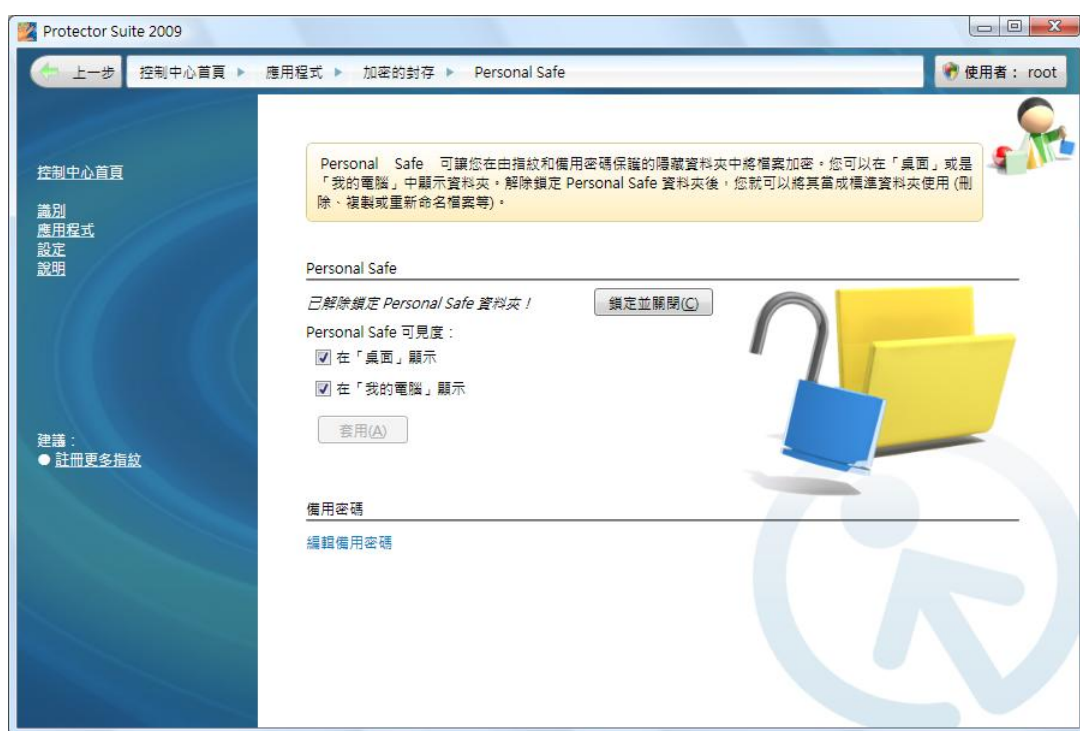 Protector Suite 2009
上一步 控制中心首頁 應用程式 加密的封存 Personal Safe 使用者： root
控制中心首頁
識別
應用程式
設定
說明
建議：
註冊更多指紋
Personal Safe 可讓您在由指紋和備用密碼保護的隱藏資料夾中將檔案加密。您可以在「桌面」或是
「我的電腦」中顯示資料夾。解除鎖定 Personal Safe 資料夾後，您就可以將其當成標準資料夾使用 (刪
除、複製或重新命名檔案等)。
Personal Safe
已解除鎖定 Personal Safe 資料夾！ 鎖定並關閉(C)
Personal Safe 可見度：
在「桌面」顯示
在「我的電腦」顯示
套用(A)
備用密碼
編輯備用密碼